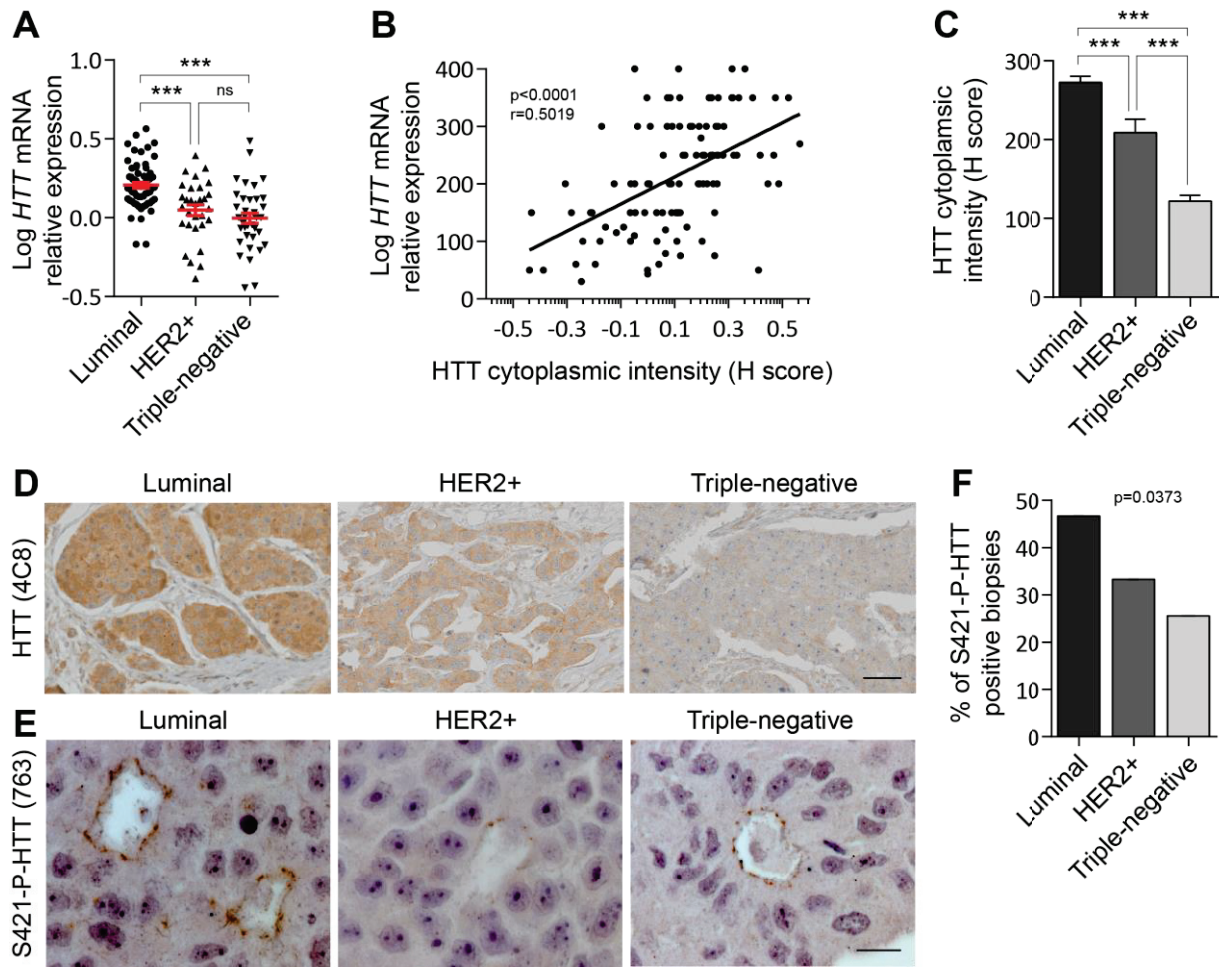 A
Log HTT mRNA
relative expression
1.0
0.5
0.0
-0.5
***
***
ns
Luminal
HER2+
Triple-negative
B
Log HTT mRNA
relative expression
400
300
200
100
0
p<0.0001
r=0.5019
-0.5
-0.3
-0.1
0.1
0.3
0.5
HTT cytoplasmic intensity (H score)
C
HTT cytoplamsic
intensity (H score)
300
200
100
0
***
***
***
Luminal
HER2+
Triple-negative
D
Luminal
HER2+
Triple-negative
HTT (4C8)
E
Luminal
HER2+
Triple-negative
S421-P-HTT (763)
F
% of S421-P-HTT
positive biopsies
50
40
30
20
10
0
p=0.0373
Luminal
HER2+
Triple-negative